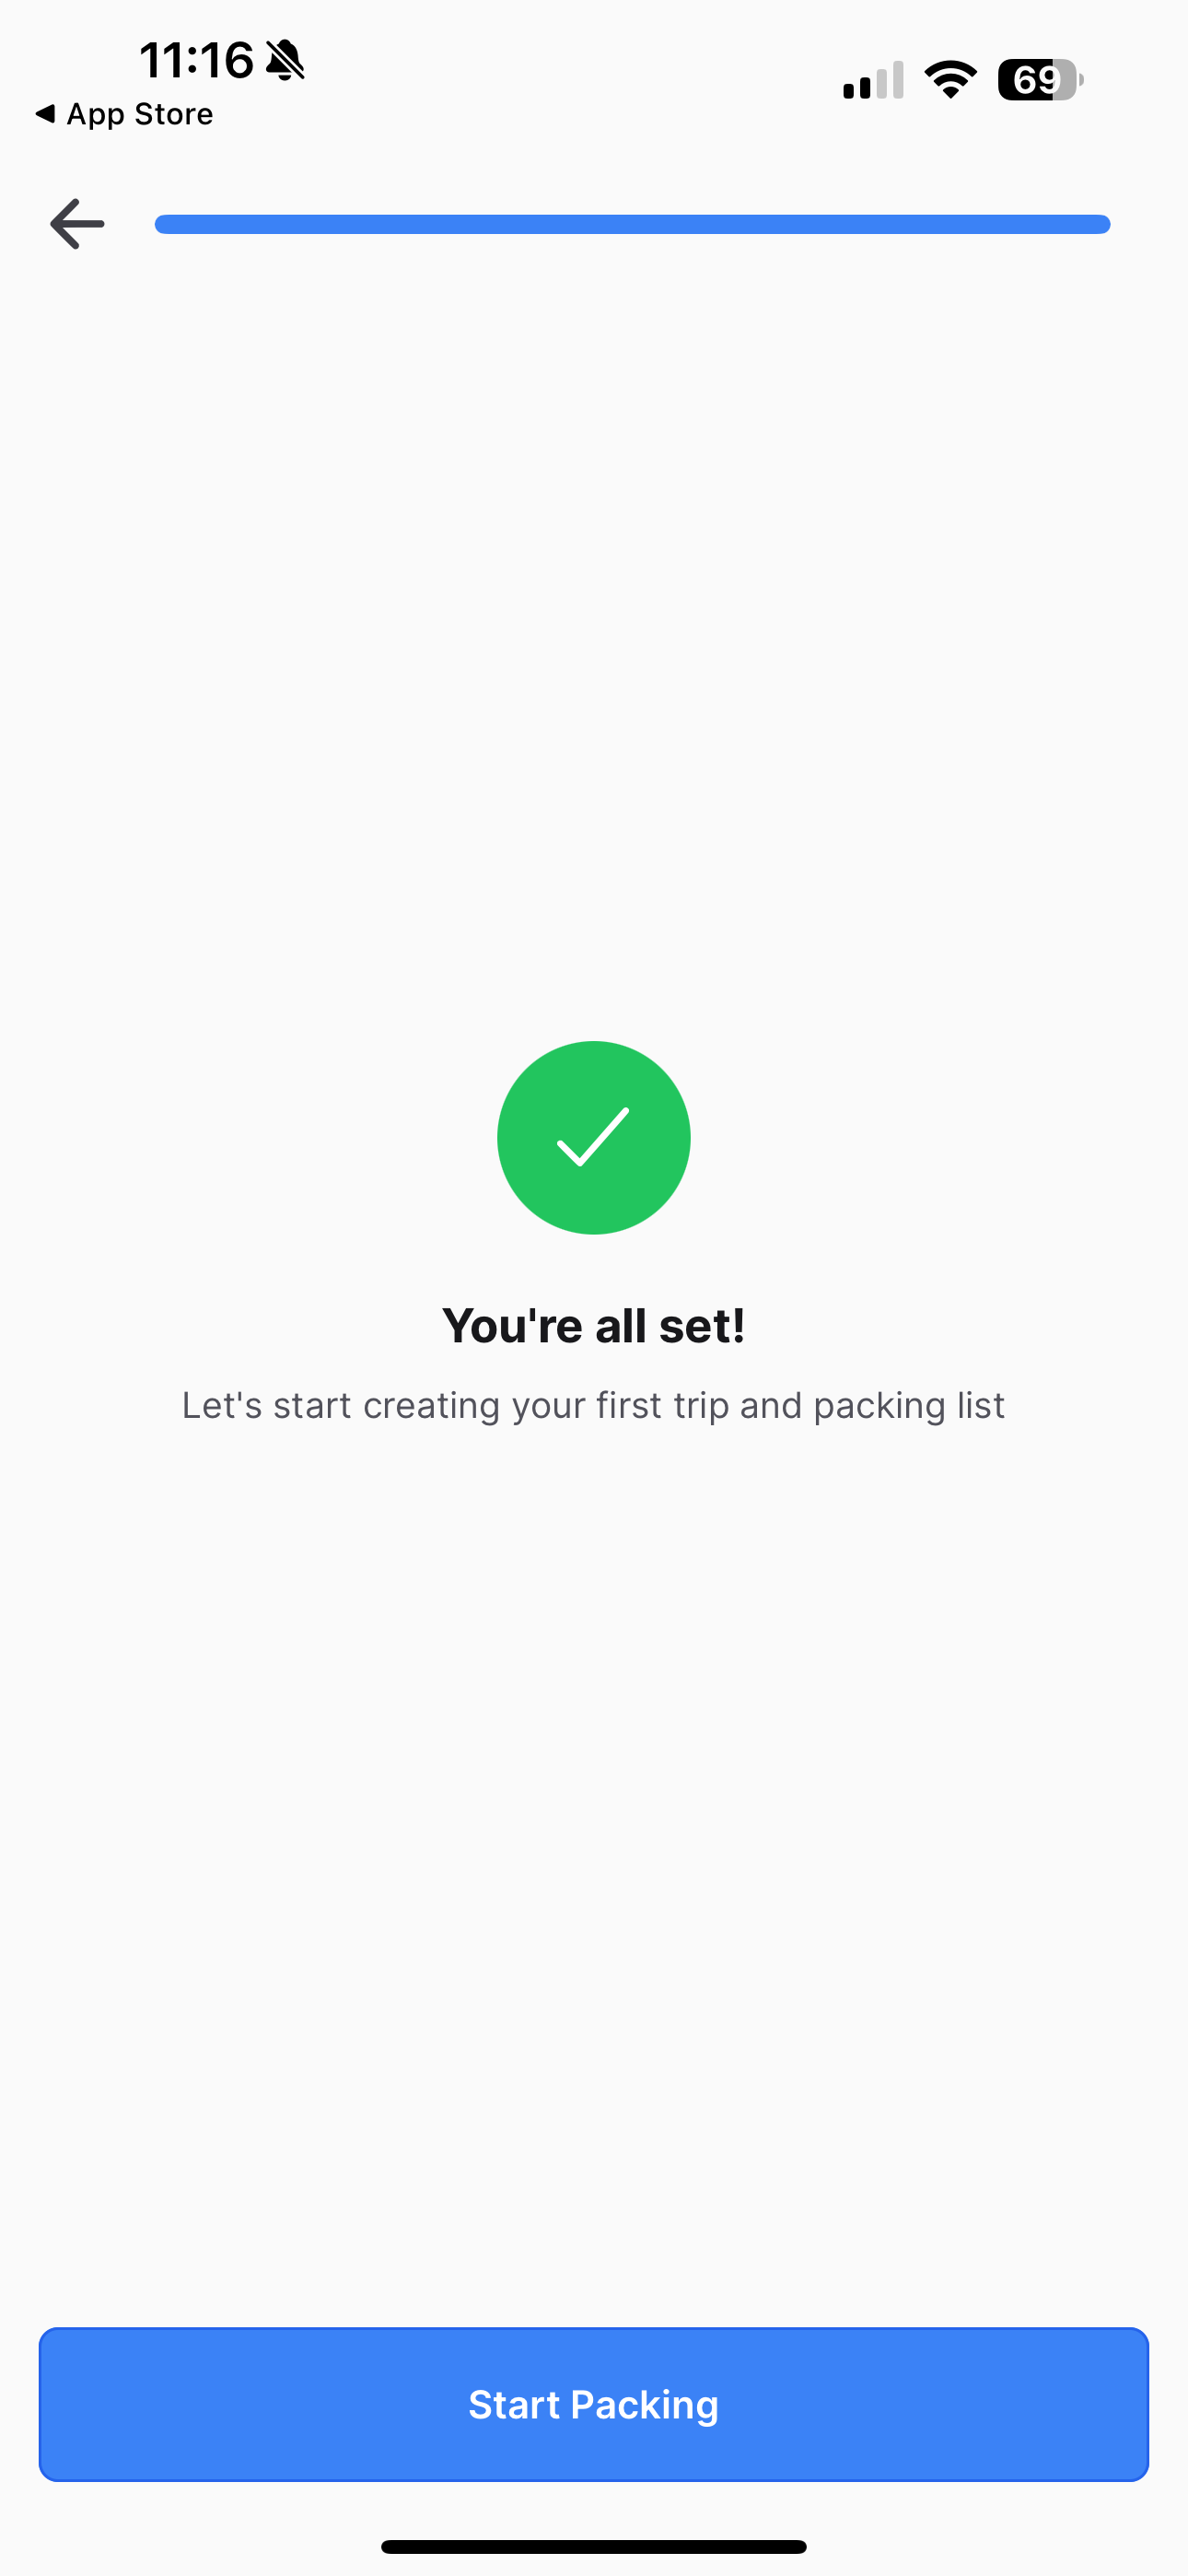 11:16
69
◀ App Store
You're all set!
Let's start creating your first trip and packing list
Start Packing